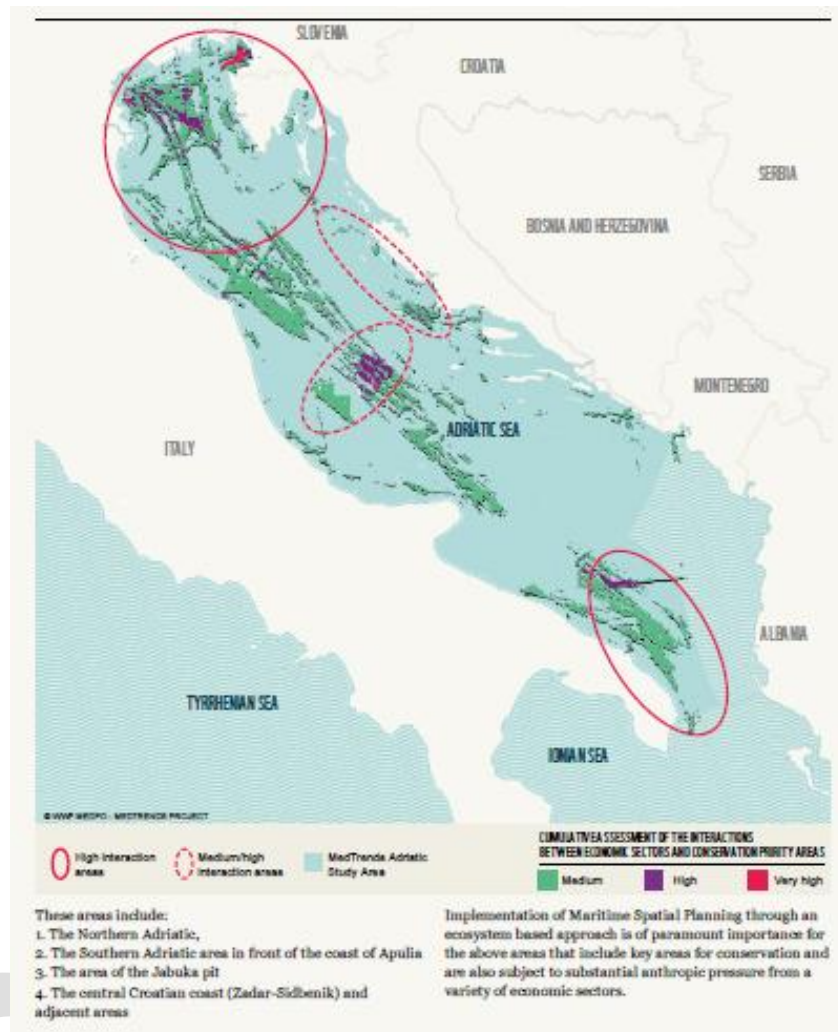 SLOVENIA
CROATIA
SERBIA
BOSNIA AND HERZEGOVINA
MONTENEGRO
ADRIATIC SEA
ITALY
ALBANIA
TYRRHENIAN SEA
IONIAN SEA
© WWF MEDPO - MEDTRENDS PROJECT
High interaction
areas
Medium/high
interaction areas
MedTrends Adriatic
Study Area
CUMULATIVE ASSESSMENT OF THE INTERACTIONS
BETWEEN ECONOMIC SECTORS AND CONSERVATION PRIORITY AREAS
Medium
High
Very high
These areas include:
1. The Northern Adriatic,
2. The Southern Adriatic area in front of the coast of Apulia
3. The area of the Jabuka pit
4. The central Croatian coast (Zadar-Sidbenik) and
adjacent areas
Implementation of Maritime Spatial Planning through an
ecosystem based approach is of paramount importance for
the above areas that include key areas for conservation and
are also subject to substantial anthropic pressure from a
variety of economic sectors.